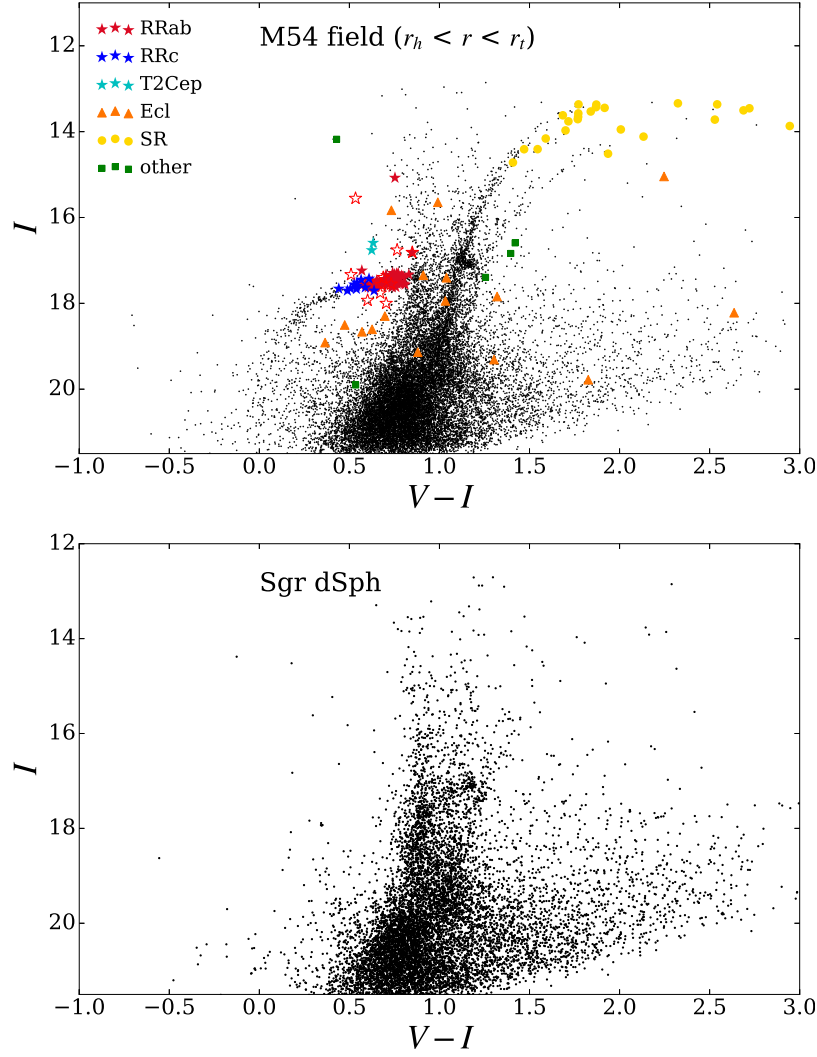 M54 field (rh < r < rt)
RRab
RRc
T2Cep
Ecl
SR
other
12
14
16
18
20
I
−1.0 −0.5 0.0 0.5 1.0 1.5 2.0 2.5 3.0
V − I
Sgr dSph
12
14
16
18
20
I
−1.0 −0.5 0.0 0.5 1.0 1.5 2.0 2.5 3.0
V − I